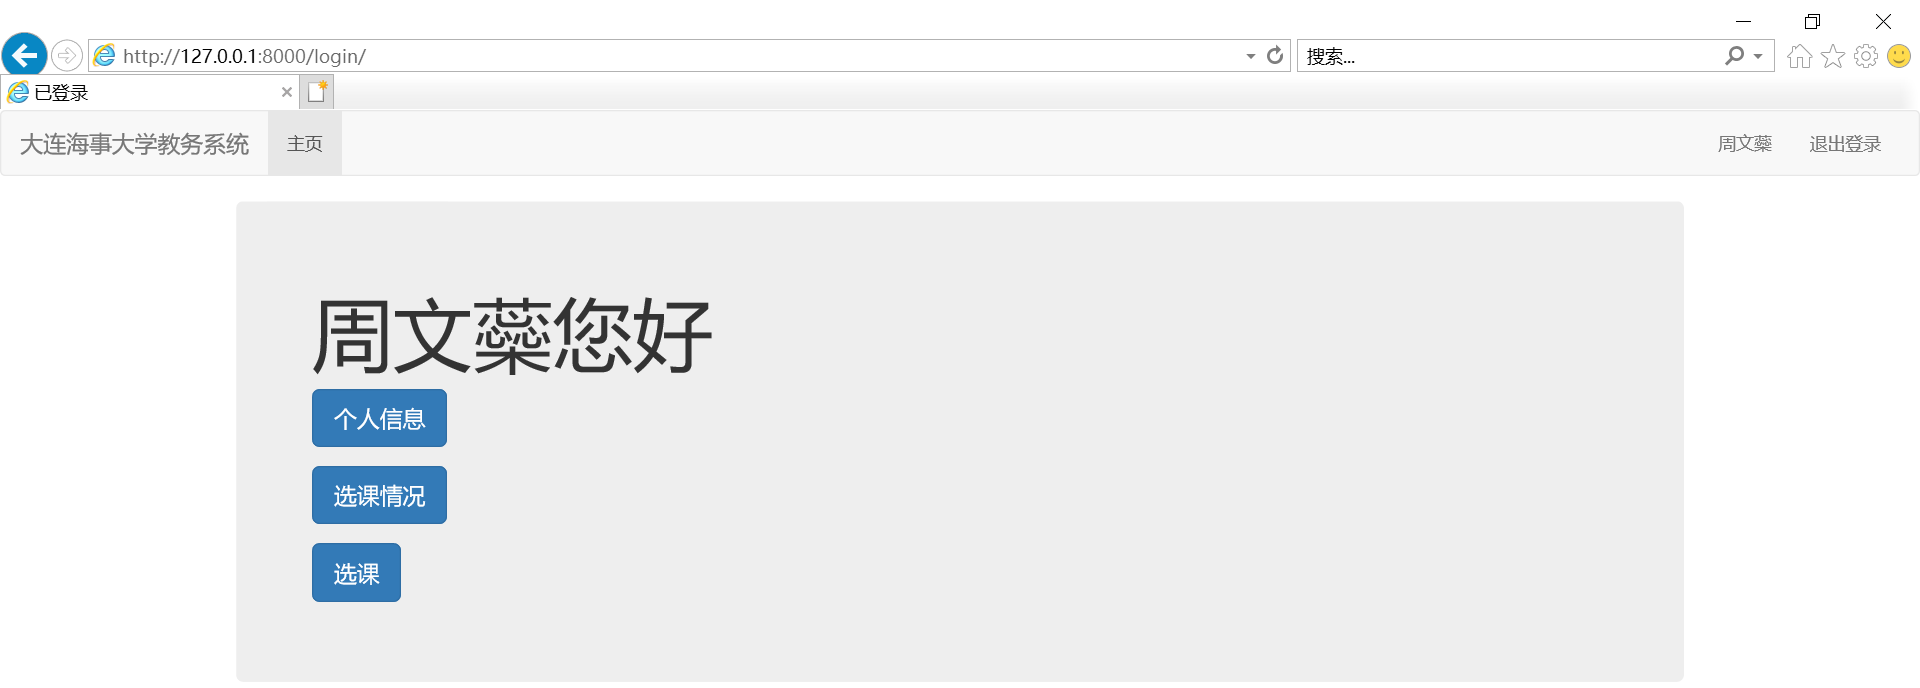 http://127.0.0.1:8000/login/
搜索...
已登录
大连海事大学教务系统 主页 周文蘂 退出登录
周文蘂您好
个人信息
选课情况
选课